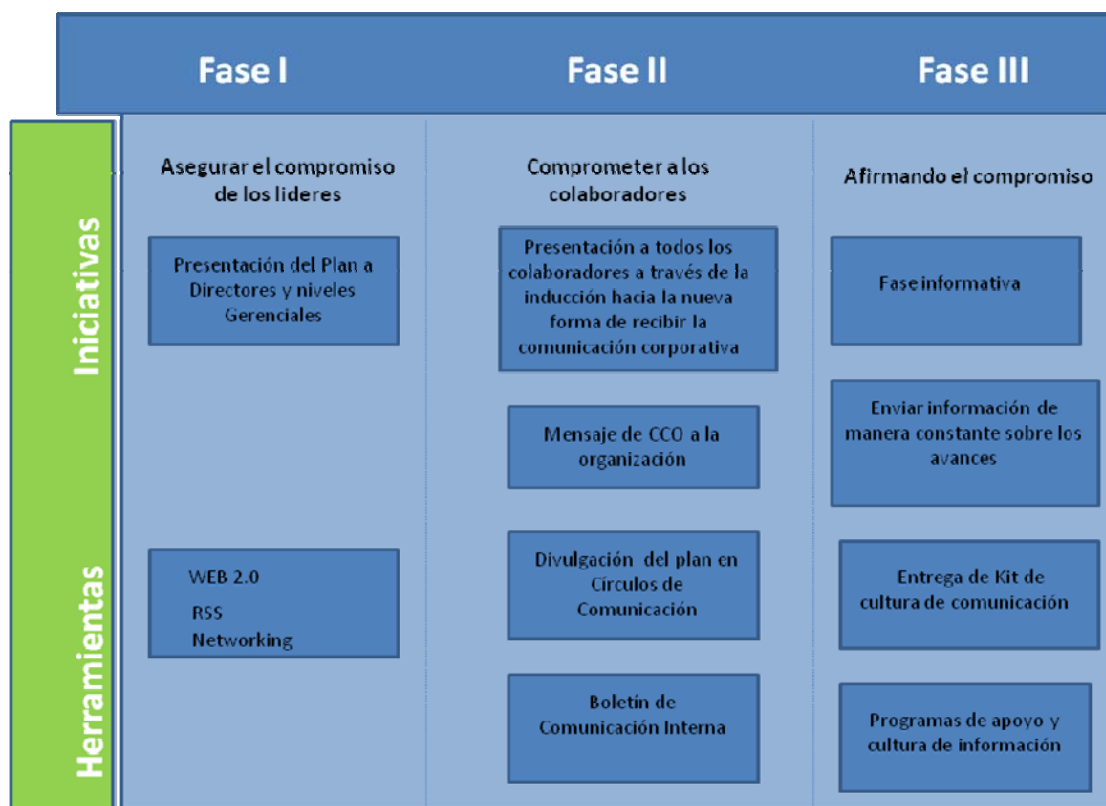 Fase I
Fase II
Fase III
Iniciativas
Herramientas
Asegurar el compromiso
de los lideres
Presentación del Plan a
Directores y niveles
Gerenciales
WEB 2.0
RSS
Networking
Comprometer a los
colaboradores
Presentación a todos los
colaboradores a través de la
inducción hacia la nueva
forma de recibir la
comunicación corporativa
Mensaje de CCO a la
organización
Divulgación del plan en
Círculos de
Comunicación
Boletín de
Comunicación Interna
Afirmando el compromiso
Fase informativa
Enviar información de
manera constante sobre los
avances
Entrega de Kit de
cultura de comunicación
Programas de apoyo y
cultura de información